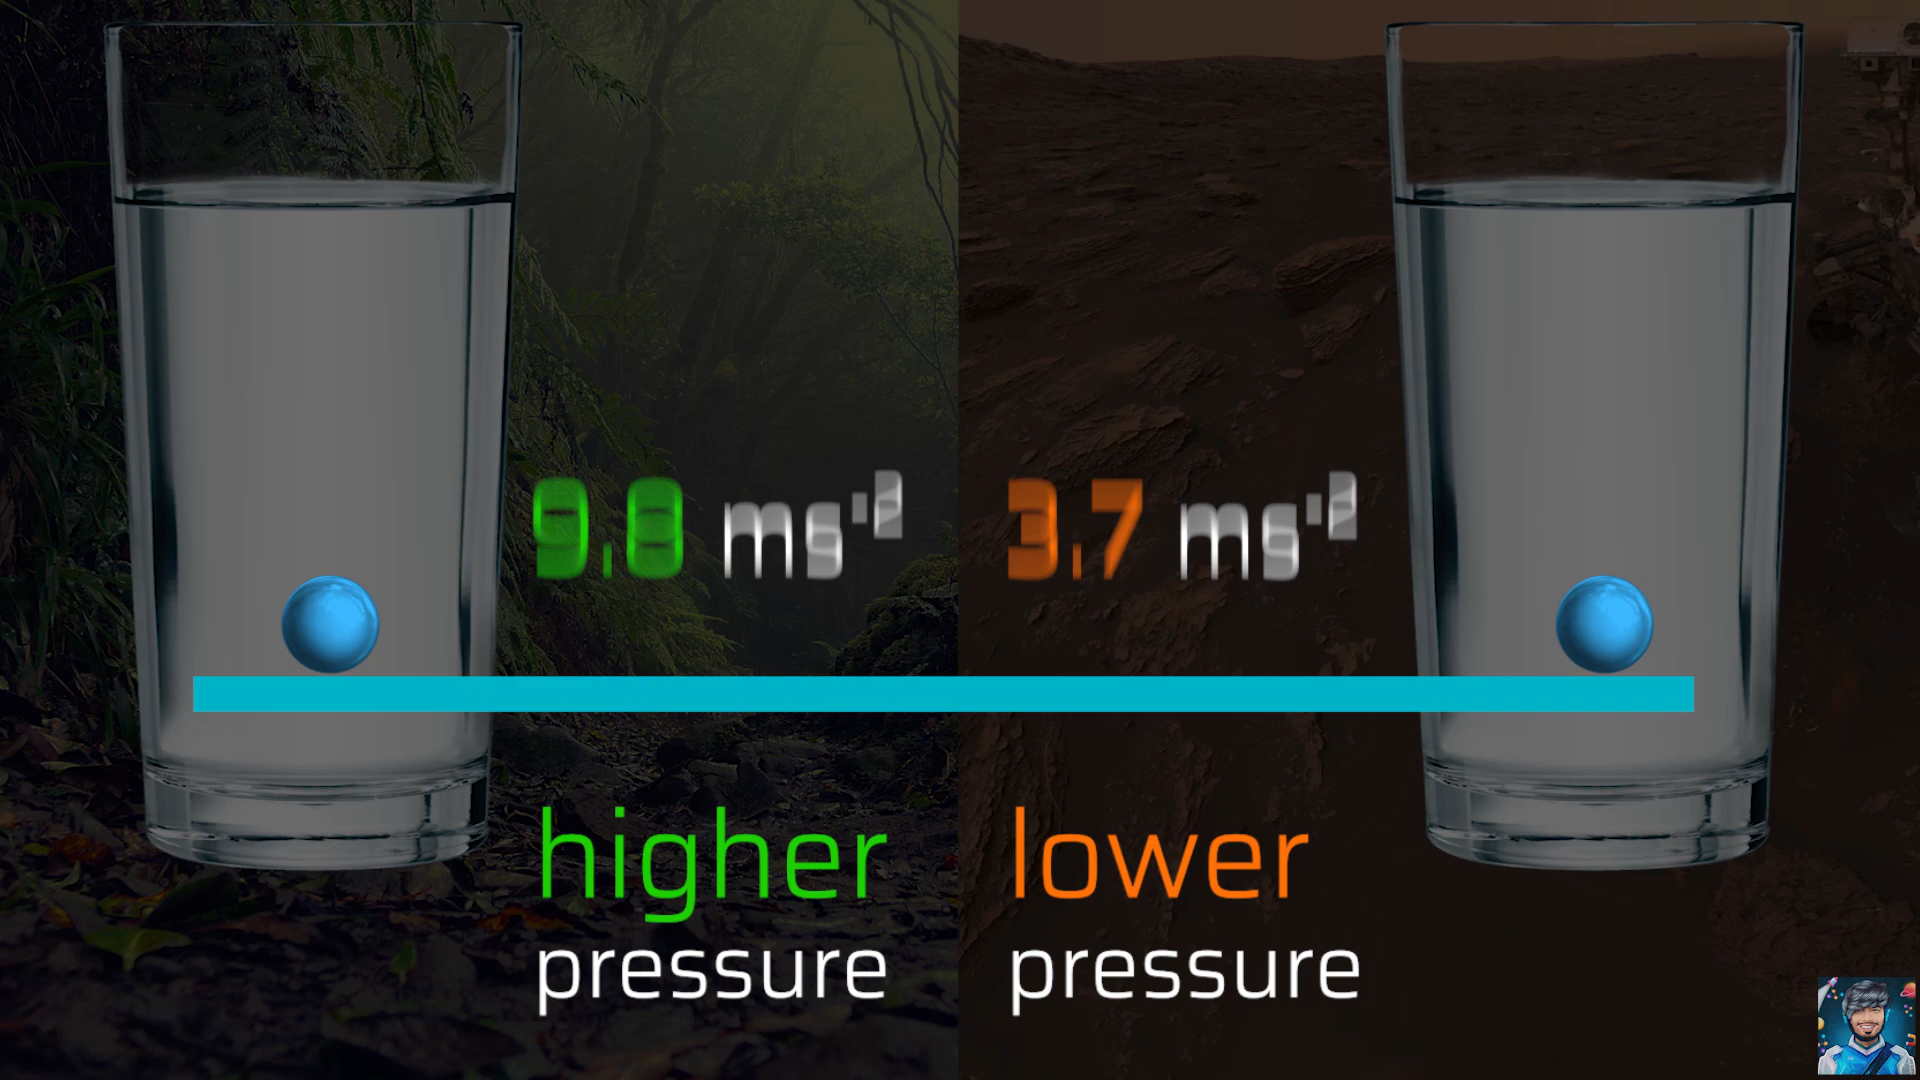 9.8 ms⁻²
3.7 ms⁻²
higher
pressure
lower
pressure